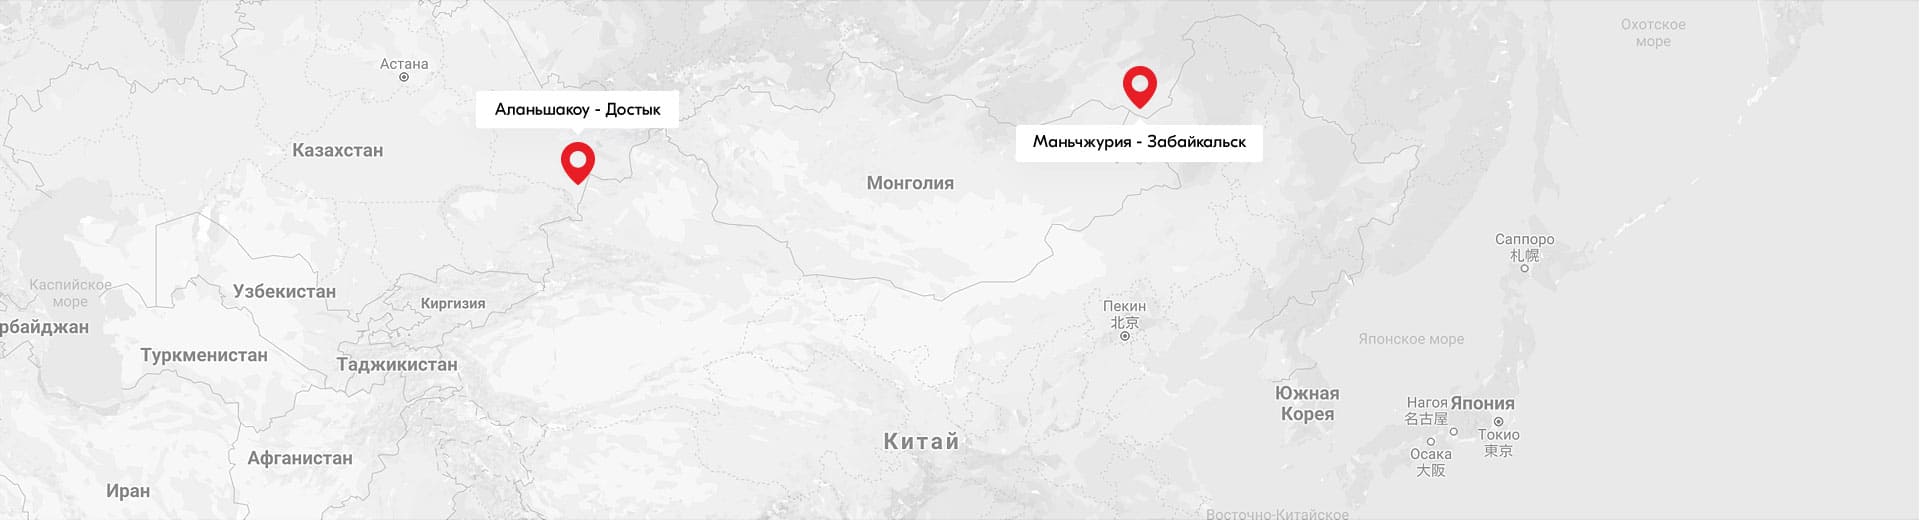 Охотское
море
Астана
Аланьшакоу - Достык
Маньчжурия - Забайкальск
Казахстан
Монголия
Саппоро
札幌
Каспийское
море
Узбекистан
Киргизия
Пекин
北京
рбайджан
Туркменистан
Таджикистан
Японское море
Южная
Корея
Нагоя
名古屋
Япония
Токио
東京
Китай
Осака
大阪
Афганистан
Иран
Восточно-Китайское